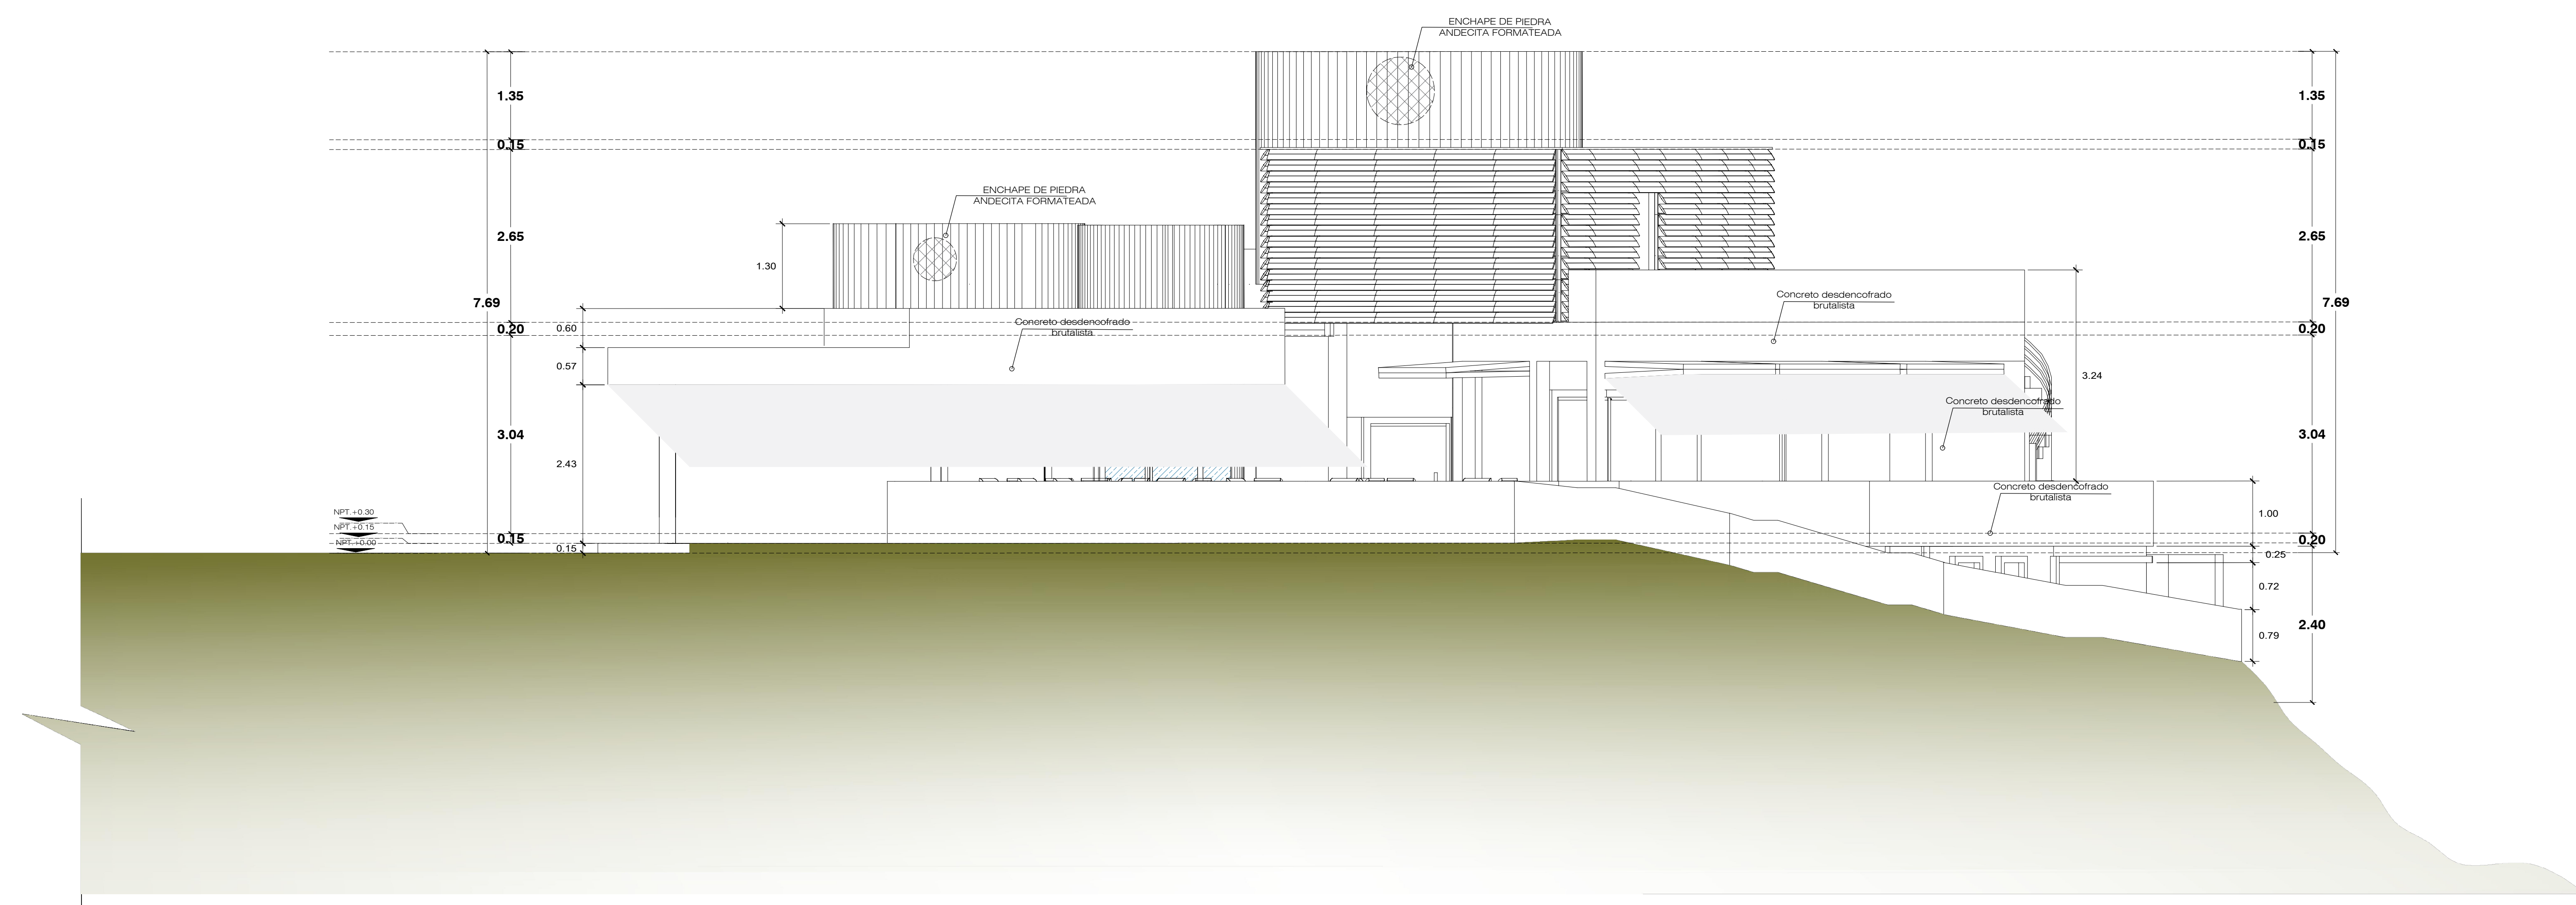 ENCHAPE DE PIEDRA
ANDECITA FORMATEADA
1.35
1.35
0.15
0.15
ENCHAPE DE PIEDRA
ANDECITA FORMATEADA
2.65
2.65
1.30
Concreto desdencofrado
brutalista
7.69
7.69
Concreto desdencofrado
brutalista
0.20
0.60
0.20
0.57
3.24
Concreto desdencofrado
brutalista
3.04
3.04
2.43
Concreto desdencofrado
brutalista
NPT.+0.30
1.00
NPT.+0.15
0.15
0.20
NPT.+0.00
0.15
0.25
0.72
2.40
0.79